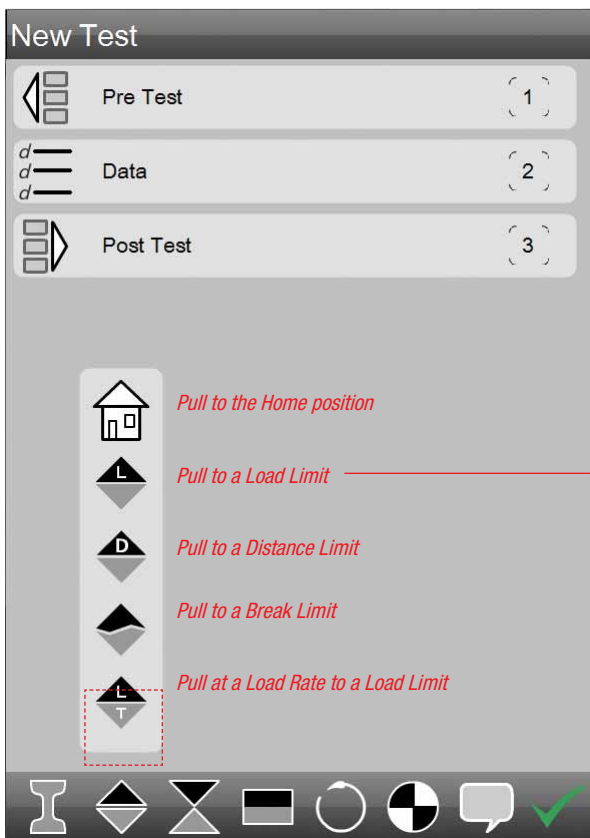 New Test
Pre Test 1
d
d Data 2
d
Post Test 3
Pull to the Home position
L Pull to a Load Limit
D Pull to a Distance Limit
Pull to a Break Limit
L Pull at a Load Rate to a Load Limit
T